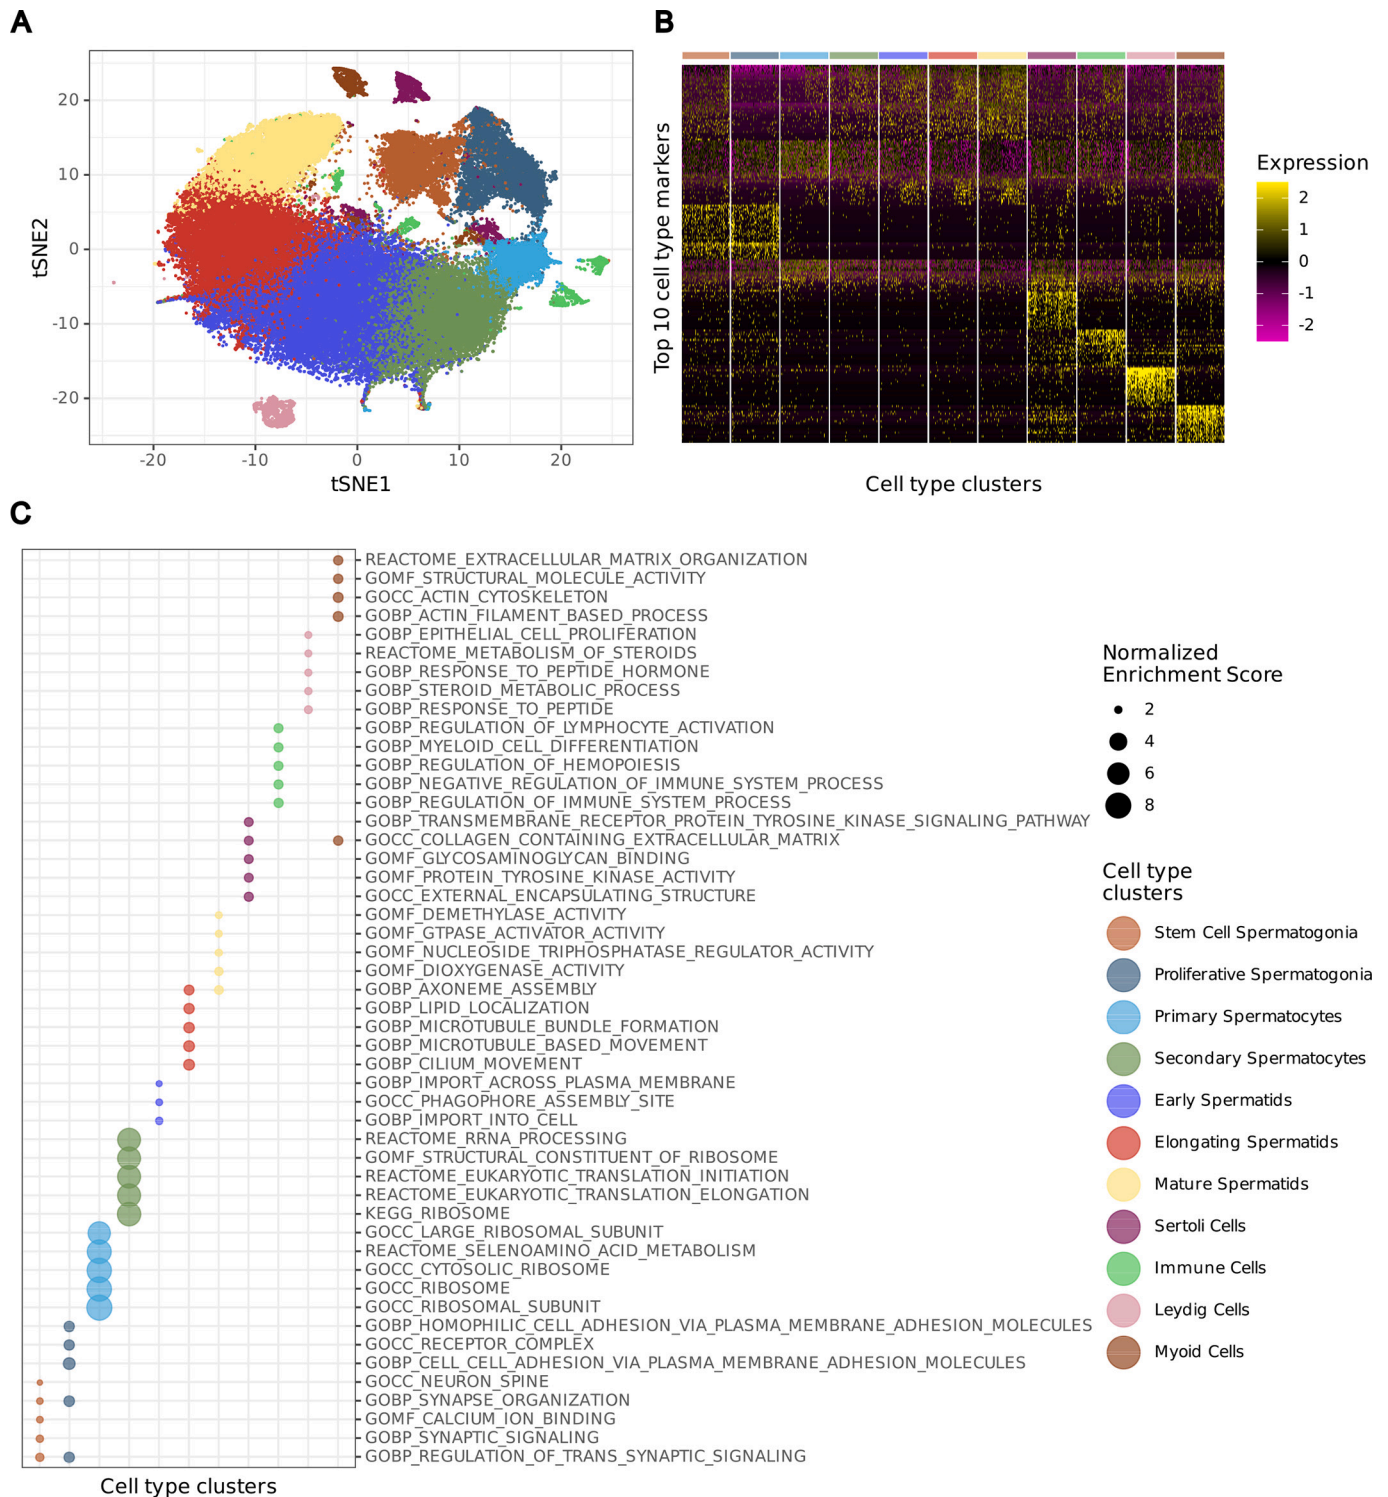 A
B
20
10
0
-10
-20
-20
-10
0
10
20
tSNE2
tSNE1
Top 10 cell type markers
Cell type clusters
Expression
2
1
0
-1
-2
C
REACTOME_EXTRACELLULAR_MATRIX_ORGANIZATION
GOMF_STRUCTURAL_MOLECULE_ACTIVITY
GOCC_ACTIN_CYTOSKELETON
GOBP_ACTIN_FILAMENT_BASED_PROCESS
GOBP_EPITHELIAL_CELL_PROLIFERATION
REACTOME_METABOLISM_OF_STEROIDS
GOBP_RESPONSE_TO_PEPTIDE_HORMONE
GOBP_STEROID_METABOLIC_PROCESS
GOBP_RESPONSE_TO_PEPTIDE
GOBP_REGULATION_OF_LYMPHOCYTE_ACTIVATION
GOBP_MYELOID_CELL_DIFFERENTIATION
GOBP_REGULATION_OF_HEMOPOIESIS
GOBP_NEGATIVE_REGULATION_OF_IMMUNE_SYSTEM_PROCESS
GOBP_REGULATION_OF_IMMUNE_SYSTEM_PROCESS
GOBP_TRANSMEMBRANE_RECEPTOR_PROTEIN_TYROSINE_KINASE_SIGNALING_PATHWAY
GOCC_COLLAGEN_CONTAINING_EXTRACELLULAR_MATRIX
GOMF_GLYCOSAMINOGLYCAN_BINDING
GOMF_PROTEIN_TYROSINE_KINASE_ACTIVITY
GOCC_EXTERNAL_ENCAPSULATING_STRUCTURE
GOMF_DEMETHYLASE_ACTIVITY
GOMF_GTPASE_ACTIVATOR_ACTIVITY
GOMF_NUCLEOSIDE_TRIPHOSPHATASE_REGULATOR_ACTIVITY
GOMF_DIOXYGENASE_ACTIVITY
GOBP_AXONEME_ASSEMBLY
GOBP_LIPID_LOCALIZATION
GOBP_MICROTUBULE_BUNDLE_FORMATION
GOBP_MICROTUBULE_BASED_MOVEMENT
GOBP_CILIUM_MOVEMENT
GOBP_IMPORT_ACROSS_PLASMA_MEMBRANE
GOCC_PHAGOPHORE_ASSEMBLY_SITE
GOBP_IMPORT_INTO_CELL
REACTOME_RRNA_PROCESSING
GOMF_STRUCTURAL_CONSTITUENT_OF_RIBOSOME
REACTOME_EUKARYOTIC_TRANSLATION_INITIATION
REACTOME_EUKARYOTIC_TRANSLATION_ELONGATION
KEGG_RIBOSOME
GOCC_LARGE_RIBOSOMAL_SUBUNIT
REACTOME_SELENOAMINO_ACID_METABOLISM
GOCC_CYTOSOLIC_RIBOSOME
GOCC_RIBOSOME
GOCC_RIBOSOMAL_SUBUNIT
GOBP_HOMOPHILIC_CELL_ADHESION_VIA_PLASMA_MEMBRANE_ADHESION_MOLECULES
GOCC_RECEPTOR_COMPLEX
GOBP_CELL_CELL_ADHESION_VIA_PLASMA_MEMBRANE_ADHESION_MOLECULES
GOCC_NEURON_SPINE
GOBP_SYNAPSE_ORGANIZATION
GOMF_CALCIUM_ION_BINDING
GOBP_SYNAPTIC_SIGNALING
GOBP_REGULATION_OF_TRANS_SYNAPTIC_SIGNALING
Cell type clusters
Normalized
Enrichment Score
2
4
6
8
Cell type
clusters
Stem Cell Spermatogonia
Proliferative Spermatogonia
Primary Spermatocytes
Secondary Spermatocytes
Early Spermatids
Elongating Spermatids
Mature Spermatids
Sertoli Cells
Immune Cells
Leydig Cells
Myoid Cells